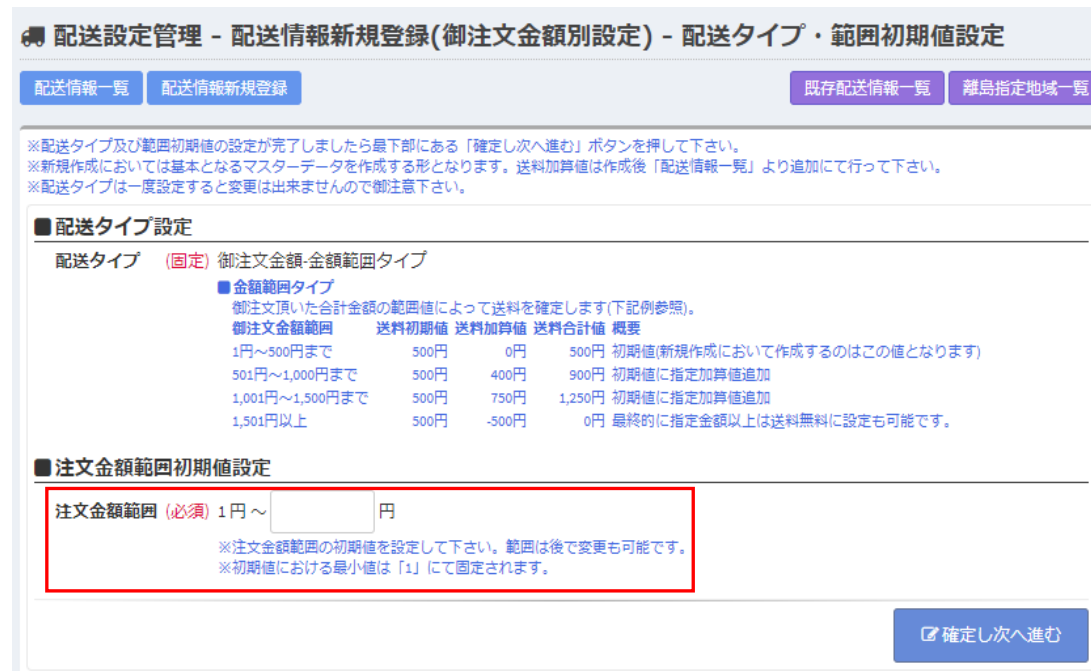 配送設定管理 - 配送情報新規登録(御注文金額別設定) - 配送タイプ・範囲初期値設定
配送情報一覧 配送情報新規登録 既存配送情報一覧 離島指定地域一覧
※配送タイプ及び範囲初期値の設定が完了しましたら最下部にある「確定し次へ進む」ボタンを押して下さい。
※新規作成においては基本となるマスターデータを作成する形となります。送料加算値は作成後「配送情報一覧」より追加にて行って下さい。
※配送タイプは一度設定すると変更は出来ませんので御注意下さい。
■配送タイプ設定
配送タイプ (固定) 御注文金額-金額範囲タイプ
■金額範囲タイプ
御注文頂いた合計金額の範囲値によって送料を確定します(下記例参照)。
御注文金額範囲 送料初期値 送料加算値 送料合計値 概要
1円～500円まで 500円 0円 500円 初期値(新規作成において作成するのはこの値となります)
501円～1,000円まで 500円 400円 900円 初期値に指定加算値追加
1,001円～1,500円まで 500円 750円 1,250円 初期値に指定加算値追加
1,501円以上 500円 -500円 0円 最終的に指定金額以上は送料無料に設定も可能です。
■注文金額範囲初期値設定
注文金額範囲 (必須) 1円～ 円
※注文金額範囲の初期値を設定して下さい。範囲は後で変更も可能です。
※初期値における最小値は「1」にて固定されます。
確定し次へ進む